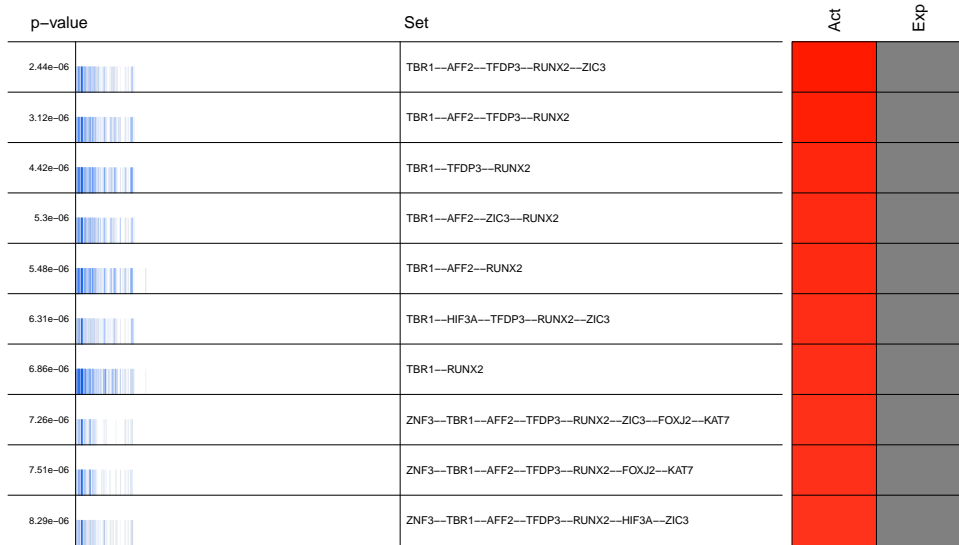 p−value Set Act Exp
2.44e−06 TBR1−−AFF2−−TFDP3−−RUNX2−−ZIC3
3.12e−06 TBR1−−AFF2−−TFDP3−−RUNX2
4.42e−06 TBR1−−TFDP3−−RUNX2
5.3e−06 TBR1−−AFF2−−ZIC3−−RUNX2
5.48e−06 TBR1−−AFF2−−RUNX2
6.31e−06 TBR1−−HIF3A−−TFDP3−−RUNX2−−ZIC3
6.86e−06 TBR1−−RUNX2
7.26e−06 ZNF3−−TBR1−−AFF2−−TFDP3−−RUNX2−−ZIC3−−FOXJ2−−KAT7
7.51e−06 ZNF3−−TBR1−−AFF2−−TFDP3−−RUNX2−−FOXJ2−−KAT7
8.29e−06 ZNF3−−TBR1−−AFF2−−TFDP3−−RUNX2−−HIF3A−−ZIC3